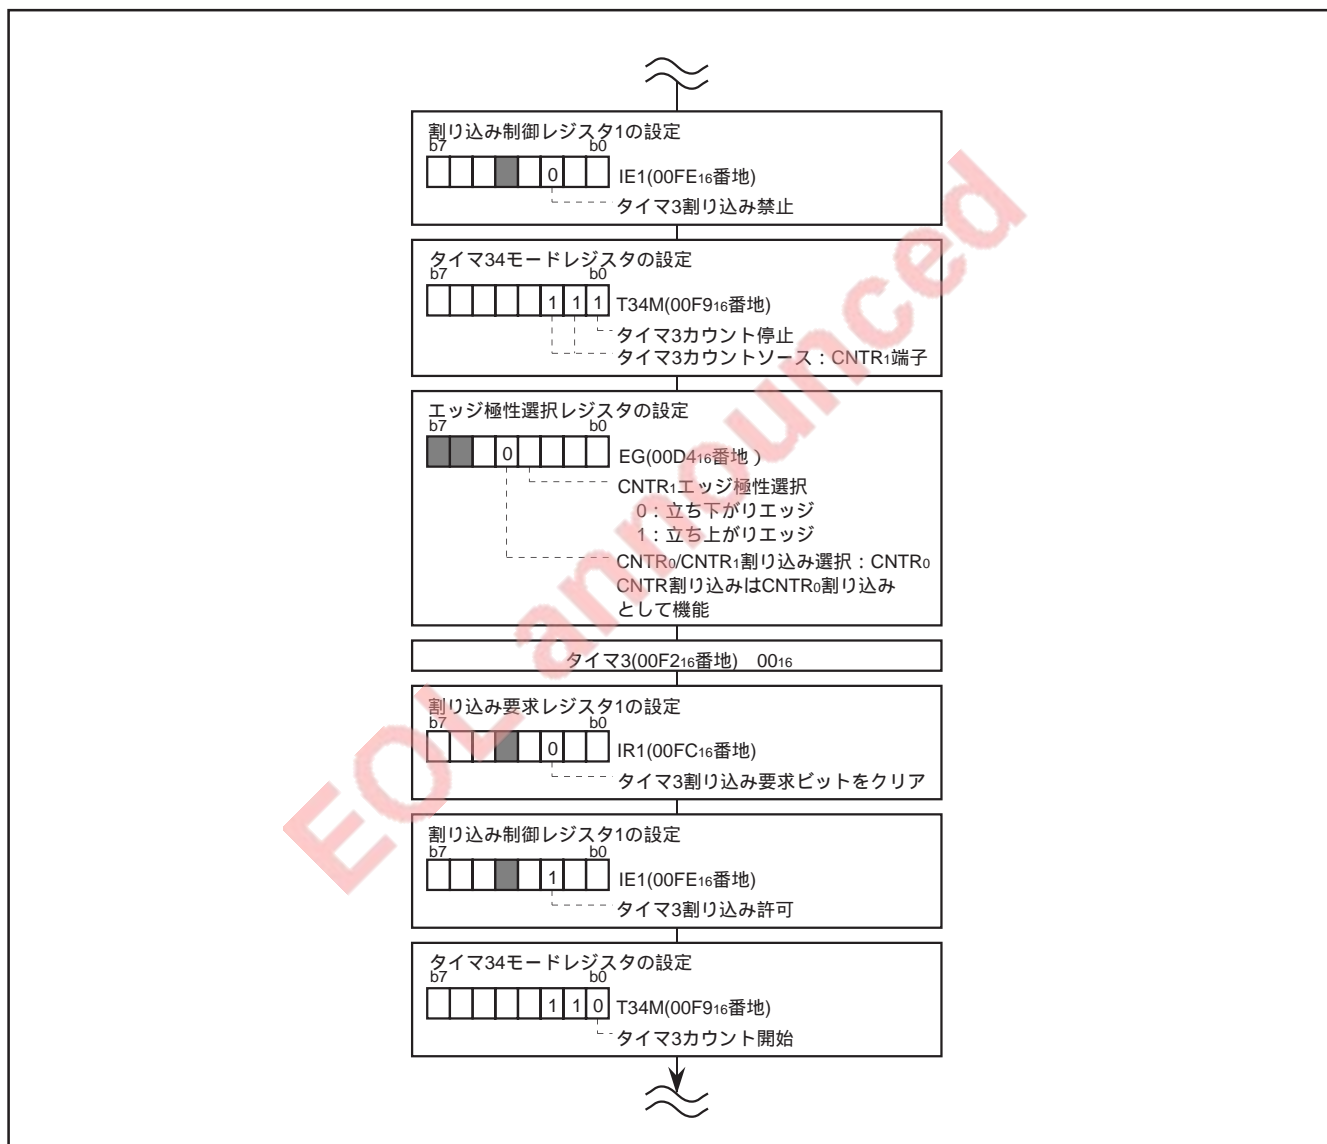 割り込み制御レジスタ1の設定
b7 b0
0 IE1(00FE16番地)
タイマ3割り込み禁止
タイマ34モードレジスタの設定
b7 b0
1 1 1 T34M(00F916番地)
タイマ3カウント停止
タイマ3カウントソース：CNTR1端子
エッジ極性選択レジスタの設定
b7 b0
0 EG(00D416番地 )
CNTR1エッジ極性選択
0：立ち下がりエッジ
1：立ち上がりエッジ
CNTR0/CNTR1割り込み選択：CNTR0
CNTR割り込みはCNTR0割り込み
として機能
タイマ3(00F216番地) 0016
割り込み要求レジスタ1の設定
b7 b0
0 IR1(00FC16番地)
タイマ3割り込み要求ビットをクリア
割り込み制御レジスタ1の設定
b7 b0
1 IE1(00FE16番地)
タイマ3割り込み許可
タイマ34モードレジスタの設定
b7 b0
1 1 0 T34M(00F916番地)
タイマ3カウント開始
EOL announced